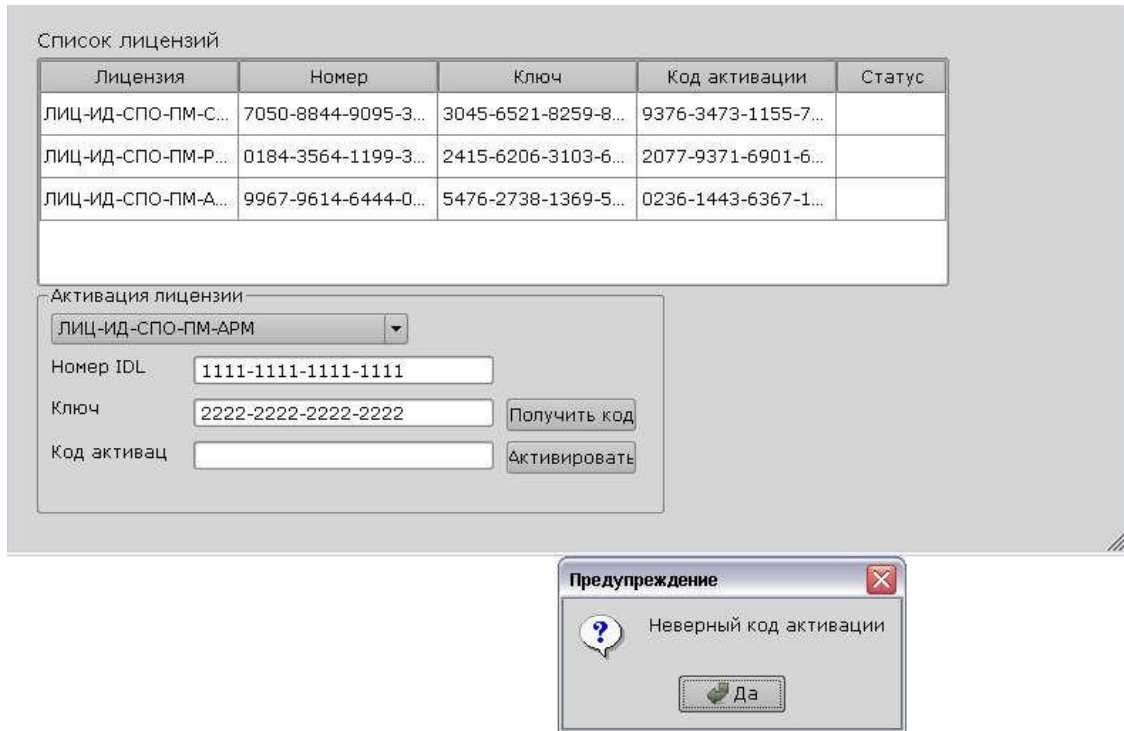 Список лицензий
Лицензия Номер Ключ Код активации Статус
ЛИЦ-ИД-СПО-ПМ-С... 7050-8844-9095-3... 3045-6521-8259-8... 9376-3473-1155-7...
ЛИЦ-ИД-СПО-ПМ-Р... 0184-3564-1199-3... 2415-6206-3103-6... 2077-9371-6901-6...
ЛИЦ-ИД-СПО-ПМ-А... 9967-9614-6444-0... 5476-2738-1369-5... 0236-1443-6367-1...
Активация лицензии
ЛИЦ-ИД-СПО-ПМ-АРМ
Номер IDL 1111-1111-1111-1111
Ключ 2222-2222-2222-2222 Получить код
Код активац Активировать
Предупреждение
Неверный код активации
Да